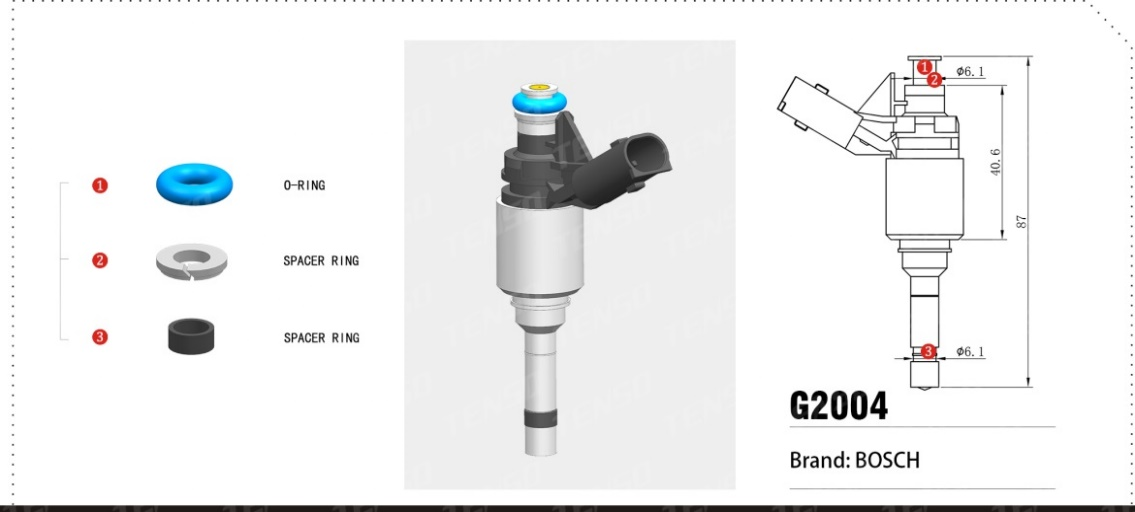 1 O-RING
2 SPACER RING
3 SPACER RING
1
2
φ6.1
40.6
87
3
φ6.1
G2004
Brand: BOSCH